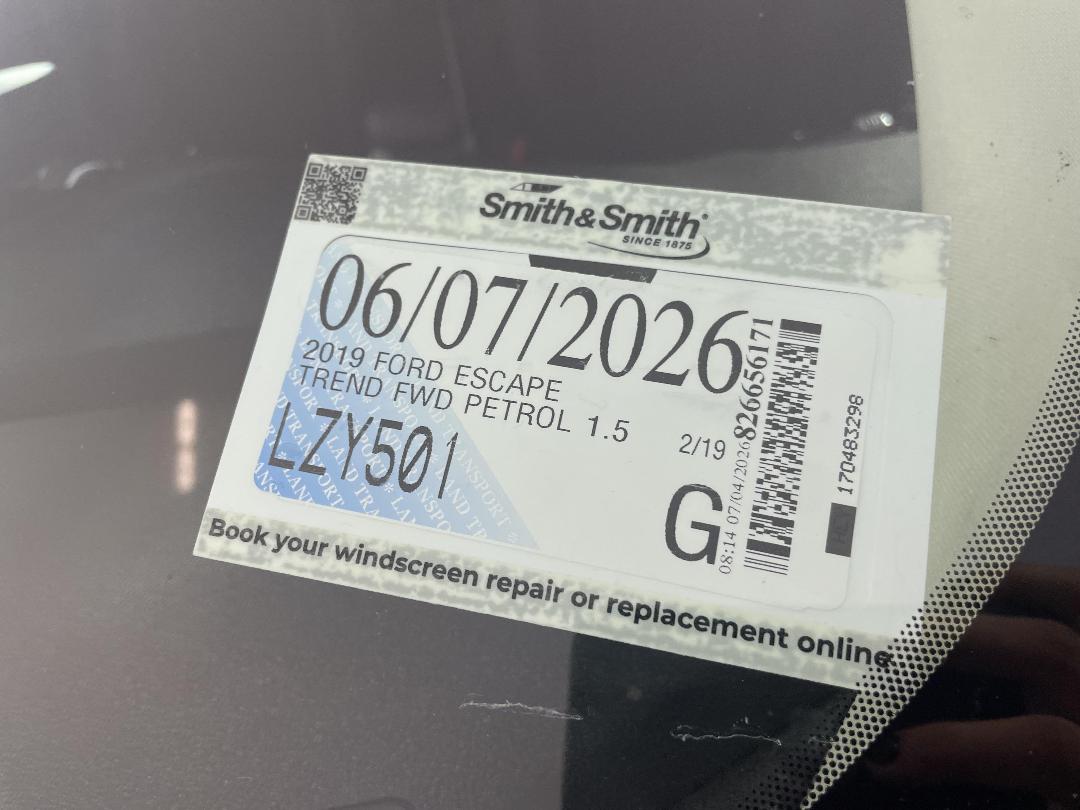 Smith&Smith®
SINCE 1875
06/07/2026
2019 FORD ESCAPE
TREND FWD PETROL 1.5
LZY501
2/19
G
08:14 07/04/2026
826656171
170483298
Book your windscreen repair or replacement online.